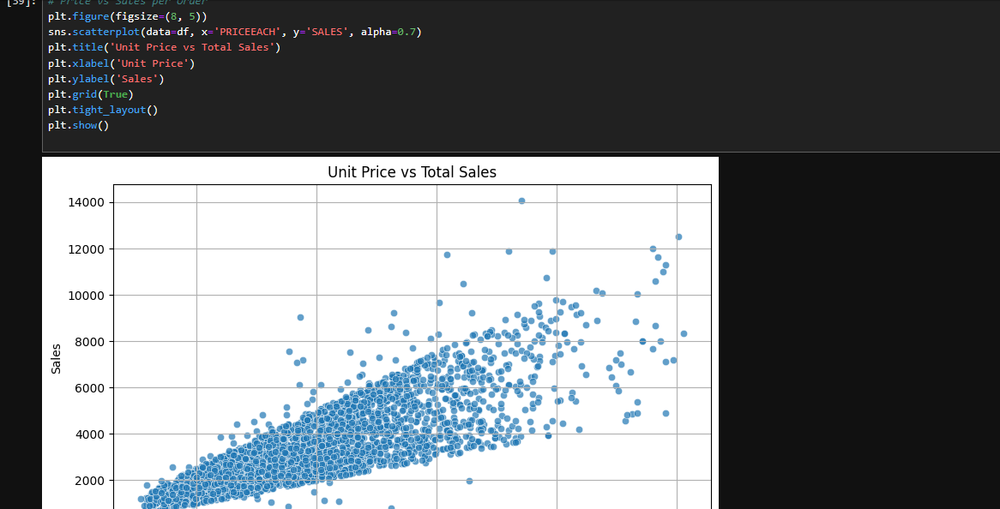 [39]: # Price vs Sales per Order
plt.figure(figsize=(8, 5))
sns.scatterplot(data=df, x='PRICEEACH', y='SALES', alpha=0.7)
plt.title('Unit Price vs Total Sales')
plt.xlabel('Unit Price')
plt.ylabel('Sales')
plt.grid(True)
plt.tight_layout()
plt.show()
Unit Price vs Total Sales
14000
12000
10000
8000
Sales
6000
4000
2000